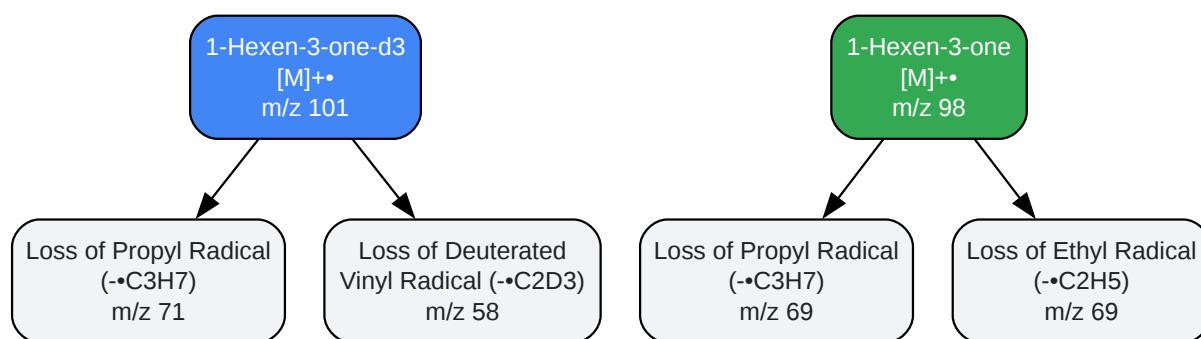 1-Hexen-3-one-d3
[M]+•
m/z 101
1-Hexen-3-one
[M]+•
m/z 98
Loss of Propyl Radical
(-•C3H7)
m/z 71
Loss of Deuterated
Vinyl Radical (-•C2D3)
m/z 58
Loss of Propyl Radical
(-•C3H7)
m/z 69
Loss of Ethyl Radical
(-•C2H5)
m/z 69